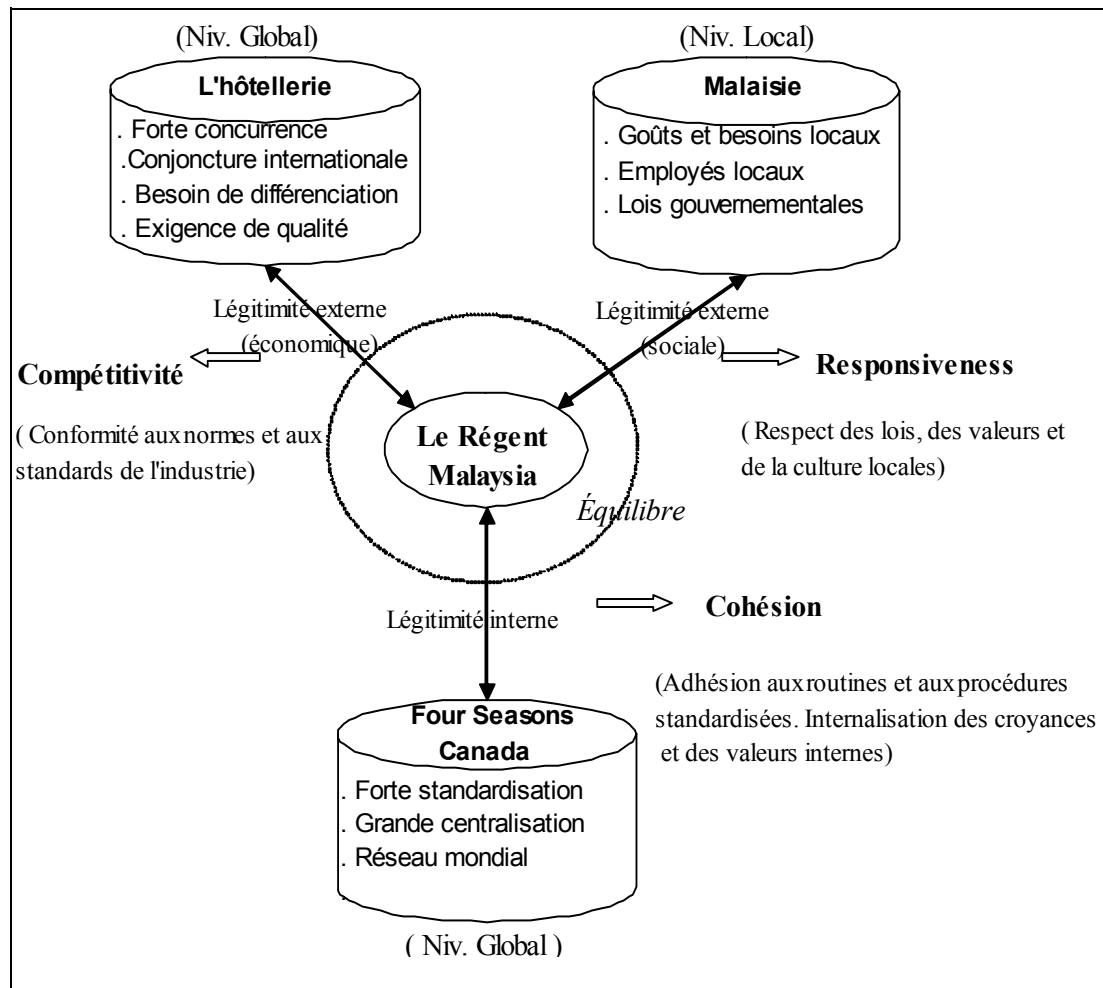 (Niv. Global)
L'hôtellerie
. Forte concurrence
.Conjoncture internationale
. Besoin de différenciation
. Exigence de qualité
(Niv. Local)
Malaisie
. Goûts et besoins locaux
. Employés locaux
. Lois gouvernementales
Légitimité externe
(économique)
Légitimité externe
(sociale)
Compétitivité
( Conformité aux normes et aux
standards de l'industrie)
Responsiveness
( Respect des lois, des valeurs et
de la culture locales)
Le Régent
Malaysia
Équilibre
Légitimité interne
Cohésion
(Adhésion aux routines et aux procédures
standardisées. Internalisation des croyances
et des valeurs internes)
Four Seasons
Canada
. Forte standardisation
. Grande centralisation
. Réseau mondial
.
( Niv. Global )